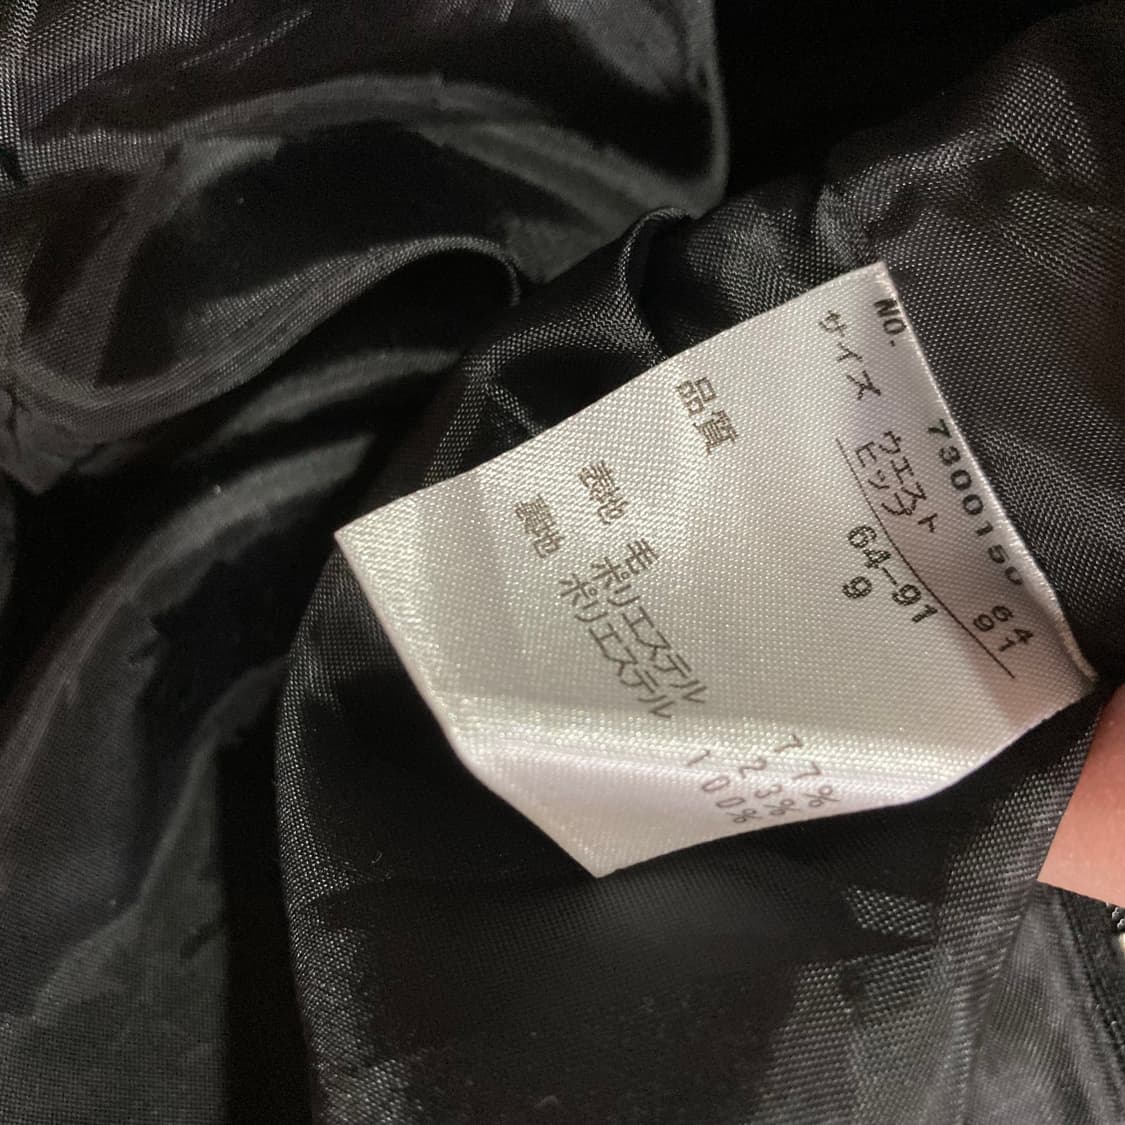 NO. 7300150
サイズ ウエスト 64
ヒップ 91
64-91
9
品質
表地 毛 77%
ポリエステル 23%
裏地 ポリエステル 100%